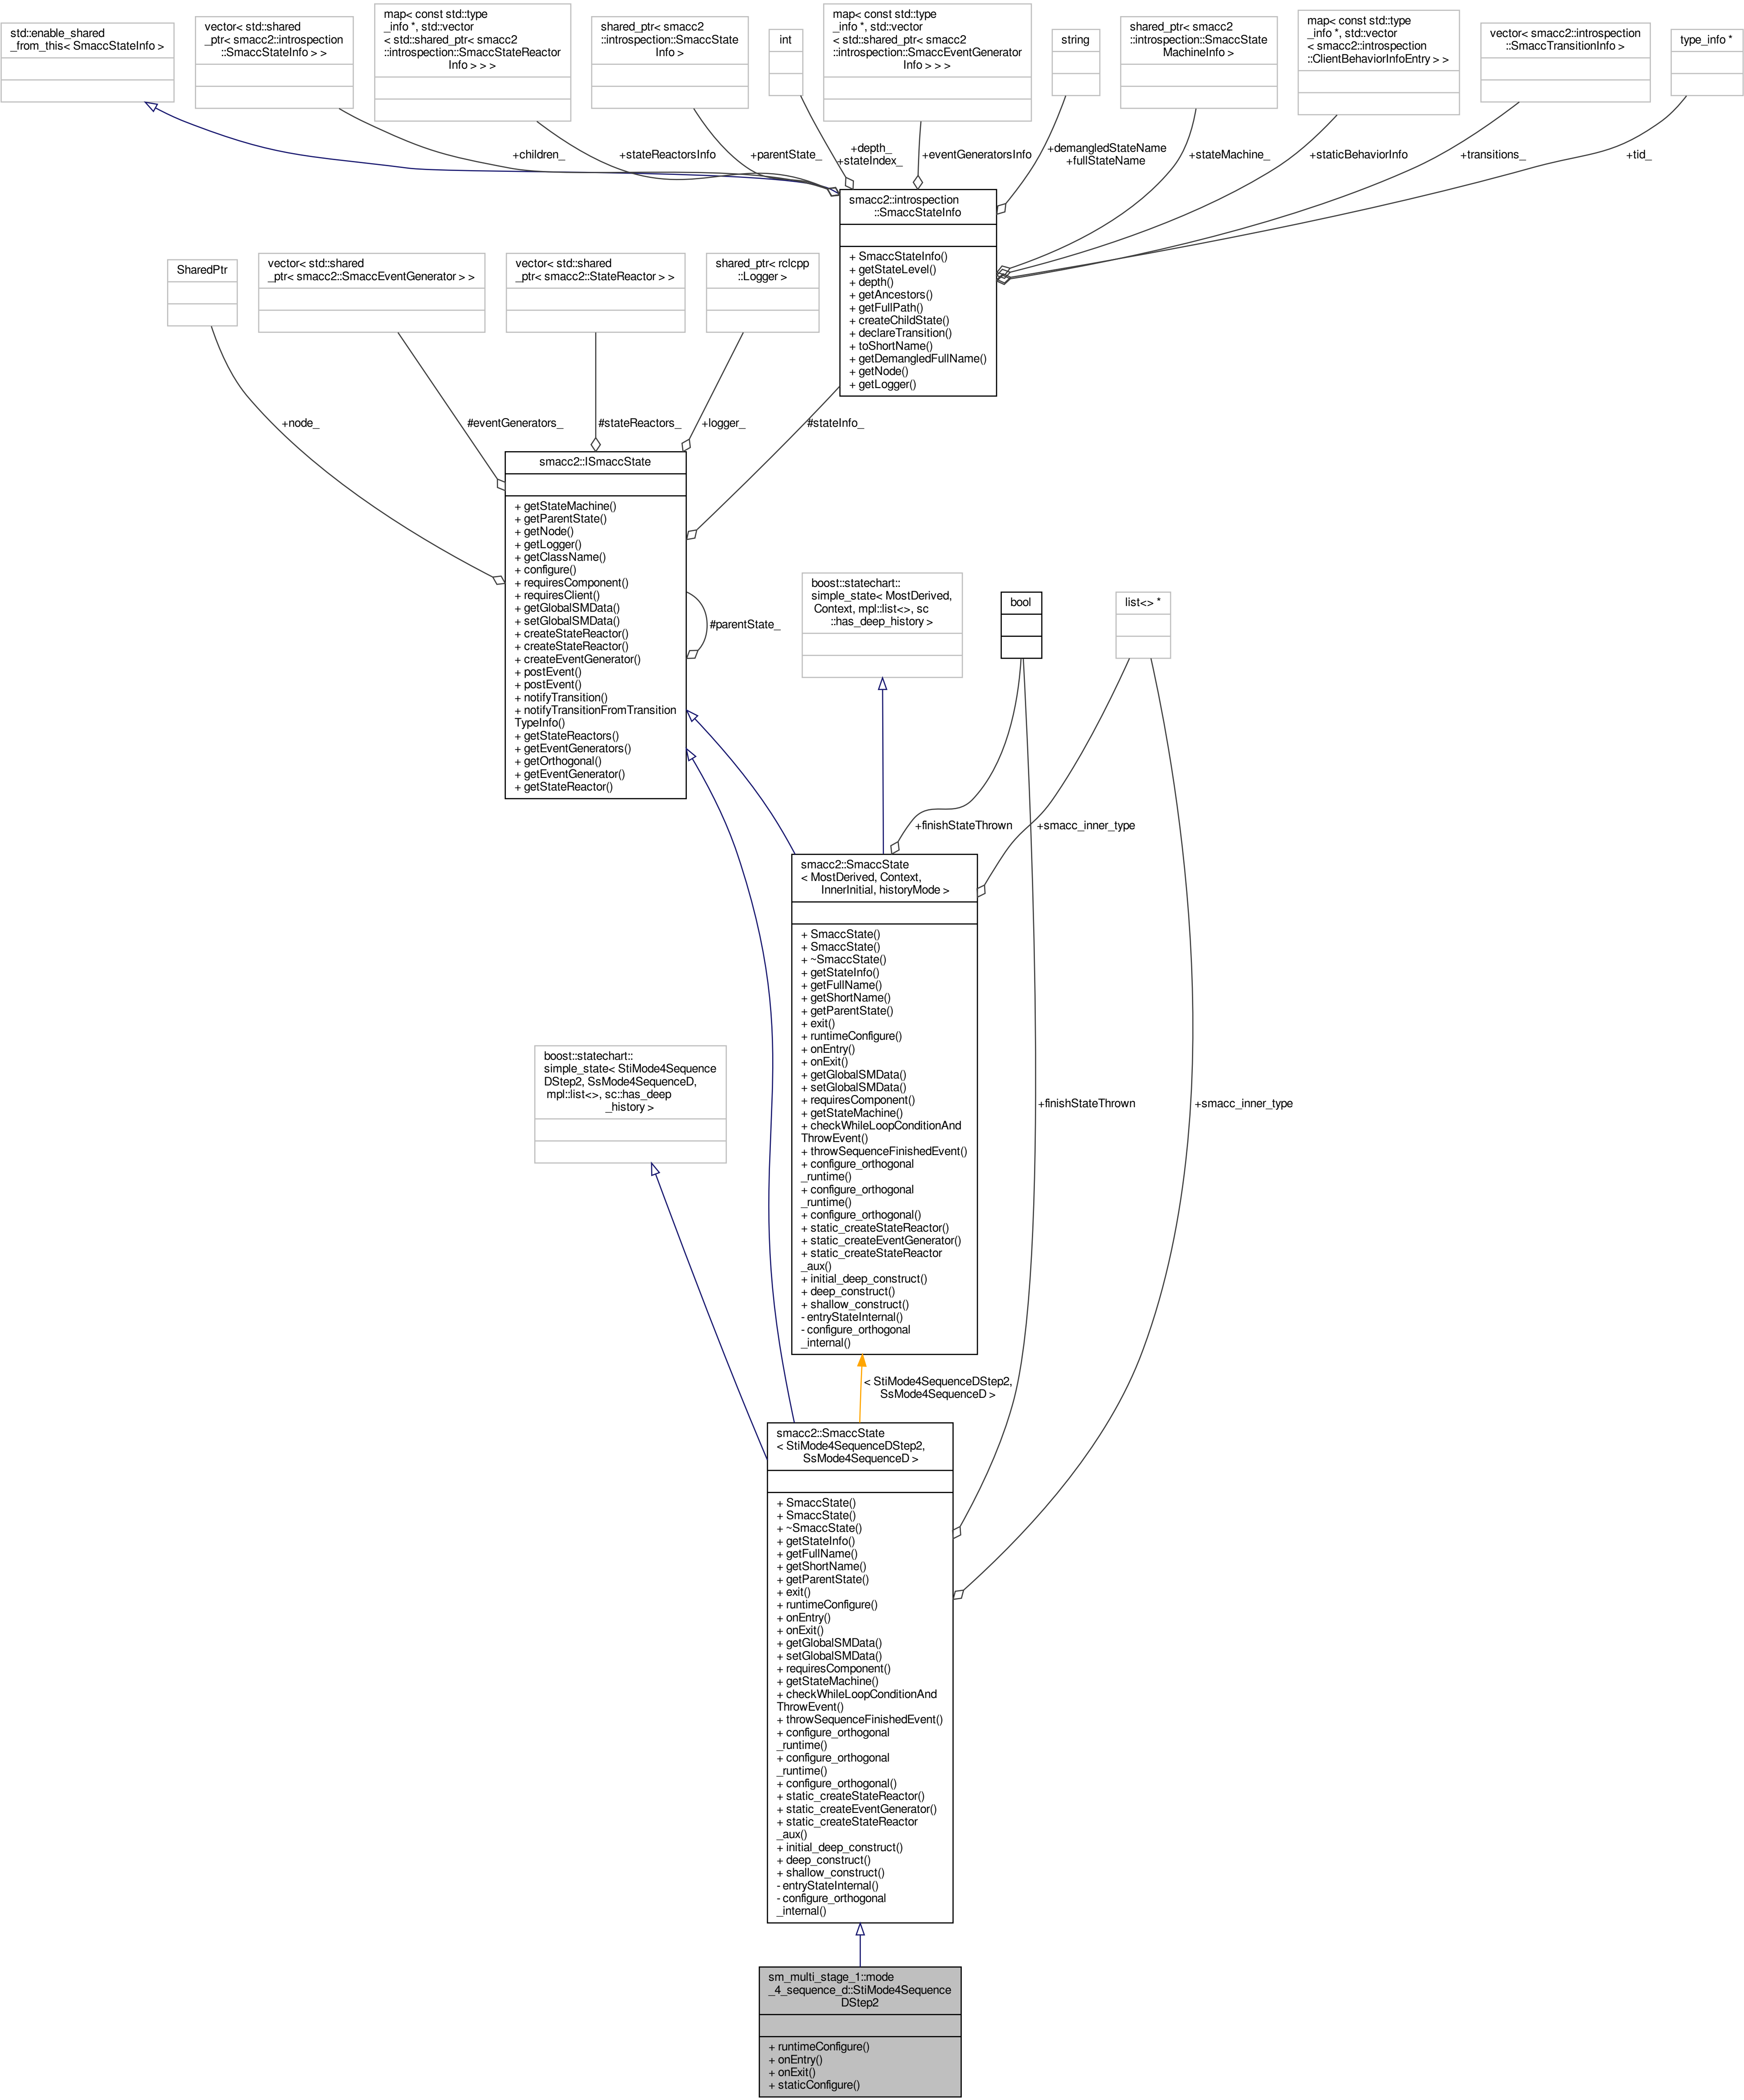 std::enable_shared
_from_this< SmaccStateInfo >
vector< std::shared
_ptr< smacc2::introspection
::SmaccStateInfo > >
map< const std::type
_info *, std::vector
< std::shared_ptr< smacc2
::introspection::SmaccStateReactor
Info > > >
shared_ptr< smacc2
::introspection::SmaccState
Info >
int
map< const std::type
_info *, std::vector
< std::shared_ptr< smacc2
::introspection::SmaccEventGenerator
Info > > >
string
shared_ptr< smacc2
::introspection::SmaccState
MachineInfo >
map< const std::type
_info *, std::vector
< smacc2::introspection
::ClientBehaviorInfoEntry > >
vector< smacc2::introspection
::SmaccTransitionInfo >
type_info *
+children_
+stateReactorsInfo
+parentState_
+depth_
+stateIndex_
+eventGeneratorsInfo
+demangledStateName
+fullStateName
+stateMachine_
+staticBehaviorInfo
+transitions_
+tid_
smacc2::introspection
::SmaccStateInfo
+ SmaccStateInfo()
+ getStateLevel()
+ depth()
+ getAncestors()
+ getFullPath()
+ createChildState()
+ declareTransition()
+ toShortName()
+ getDemangledFullName()
+ getNode()
+ getLogger()
SharedPtr
vector< std::shared
_ptr< smacc2::SmaccEventGenerator > >
vector< std::shared
_ptr< smacc2::StateReactor > >
shared_ptr< rclcpp
::Logger >
+node_
#eventGenerators_
#stateReactors_
+logger_
#stateInfo_
smacc2::ISmaccState
+ getStateMachine()
+ getParentState()
+ getNode()
+ getLogger()
+ getClassName()
+ configure()
+ requiresComponent()
+ requiresClient()
+ getGlobalSMData()
+ setGlobalSMData()
+ createStateReactor()
+ createStateReactor()
+ createEventGenerator()
+ postEvent()
+ postEvent()
+ notifyTransition()
+ notifyTransitionFromTransition
TypeInfo()
+ getStateReactors()
+ getEventGenerators()
+ getOrthogonal()
+ getEventGenerator()
+ getStateReactor()
#parentState_
boost::statechart::
simple_state< MostDerived,
Context, mpl::list<>, sc
::has_deep_history >
bool
list<> *
+finishStateThrown
+smacc_inner_type
smacc2::SmaccState
< MostDerived, Context,
InnerInitial, historyMode >
+ SmaccState()
+ SmaccState()
+ ~SmaccState()
+ getStateInfo()
+ getFullName()
+ getShortName()
+ getParentState()
+ exit()
+ runtimeConfigure()
+ onEntry()
+ onExit()
+ getGlobalSMData()
+ setGlobalSMData()
+ requiresComponent()
+ getStateMachine()
+ checkWhileLoopConditionAnd
ThrowEvent()
+ throwSequenceFinishedEvent()
+ configure_orthogonal
_runtime()
+ configure_orthogonal
_runtime()
+ configure_orthogonal()
+ static_createStateReactor()
+ static_createEventGenerator()
+ static_createStateReactor
_aux()
+ initial_deep_construct()
+ deep_construct()
+ shallow_construct()
- entryStateInternal()
- configure_orthogonal
_internal()
boost::statechart::
simple_state< StiMode4Sequence
DStep2, SsMode4SequenceD,
mpl::list<>, sc::has_deep
_history >
+finishStateThrown
+smacc_inner_type
< StiMode4SequenceDStep2,
SsMode4SequenceD >
smacc2::SmaccState
< StiMode4SequenceDStep2,
SsMode4SequenceD >
+ SmaccState()
+ SmaccState()
+ ~SmaccState()
+ getStateInfo()
+ getFullName()
+ getShortName()
+ getParentState()
+ exit()
+ runtimeConfigure()
+ onEntry()
+ onExit()
+ getGlobalSMData()
+ setGlobalSMData()
+ requiresComponent()
+ getStateMachine()
+ checkWhileLoopConditionAnd
ThrowEvent()
+ throwSequenceFinishedEvent()
+ configure_orthogonal
_runtime()
+ configure_orthogonal
_runtime()
+ configure_orthogonal()
+ static_createStateReactor()
+ static_createEventGenerator()
+ static_createStateReactor
_aux()
+ initial_deep_construct()
+ deep_construct()
+ shallow_construct()
- entryStateInternal()
- configure_orthogonal
_internal()
sm_multi_stage_1::mode
_4_sequence_d::StiMode4Sequence
DStep2
+ runtimeConfigure()
+ onEntry()
+ onExit()
+ staticConfigure()